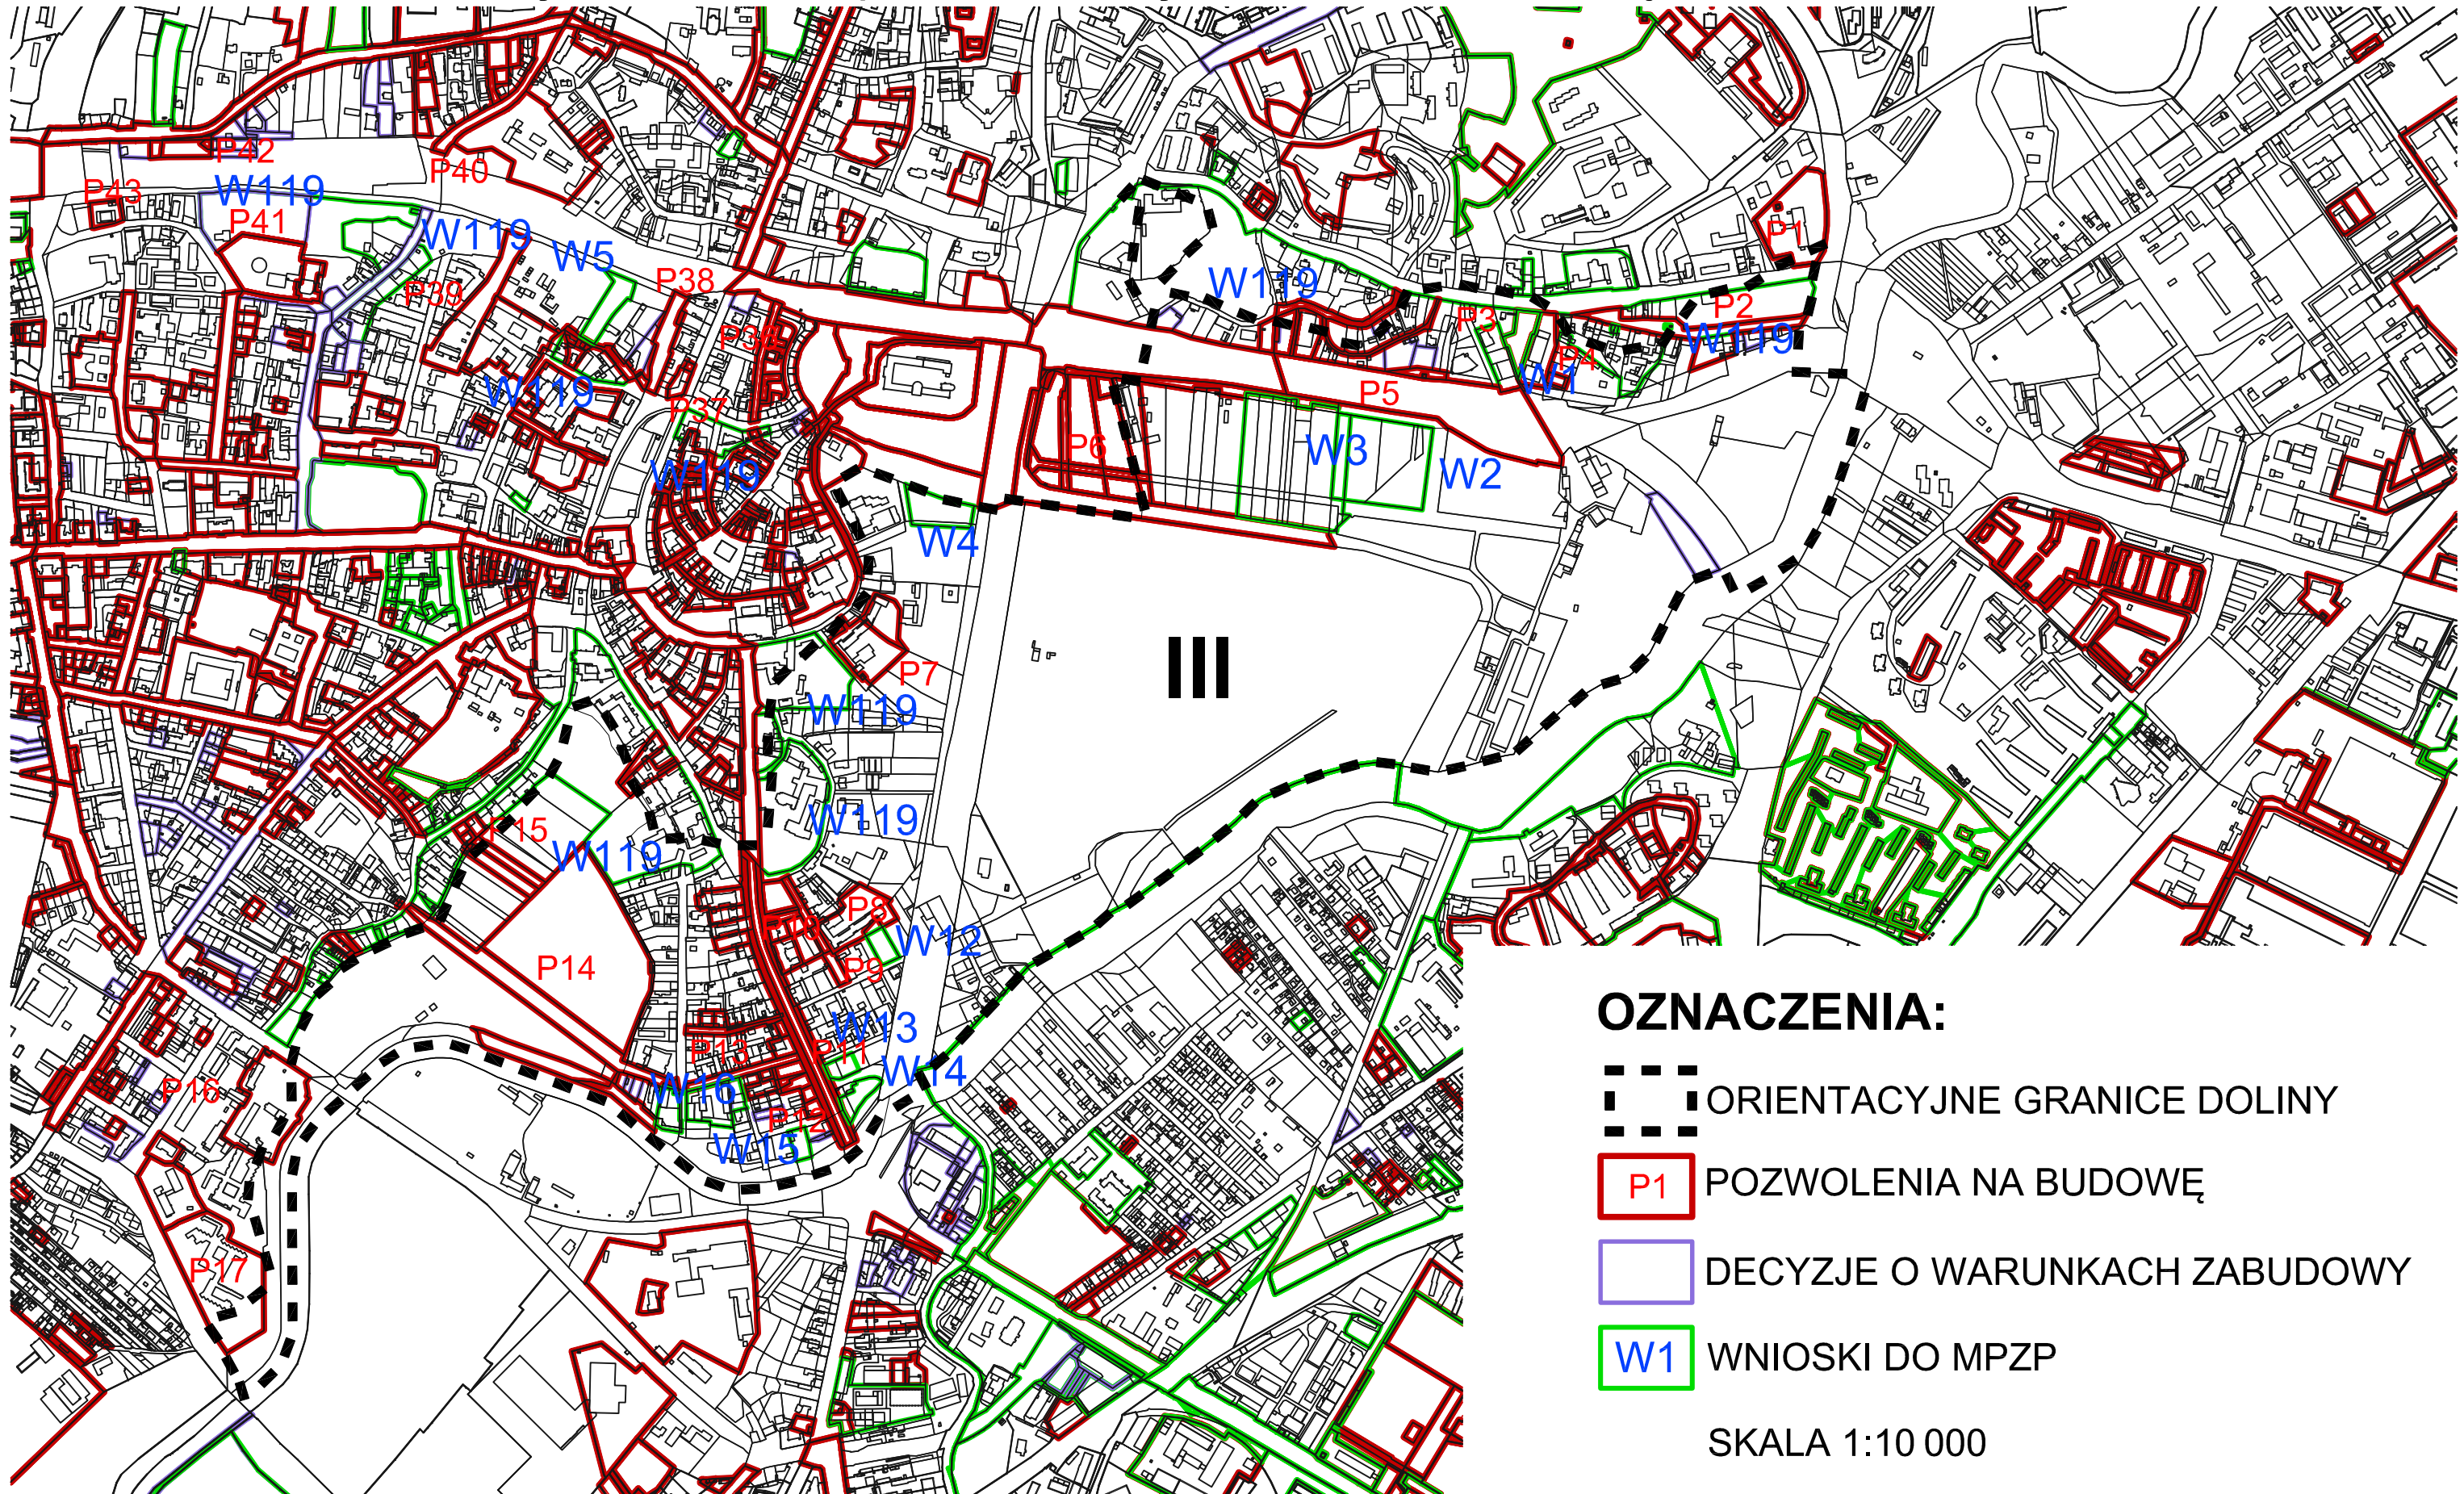 P42
P40
P43
W119
P41
W119
W5
P38
P39
P36
W119
P37
W119
P1
W119
P2
P3
W119
P4
W1
P5
P6
W3
W2
W4
III
P7
W119
W119
P15
W119
P8
P10
W12
P9
P14
W13
P13
P11
W14
W16
P12
W15
P16
P17
OZNACZENIA:
ORIENTACYJNE GRANICE DOLINY
P1 POZWOLENIA NA BUDOWĘ
DECYZJE O WARUNKACH ZABUDOWY
W1 WNIOSKI DO MPZP
SKALA 1:10 000